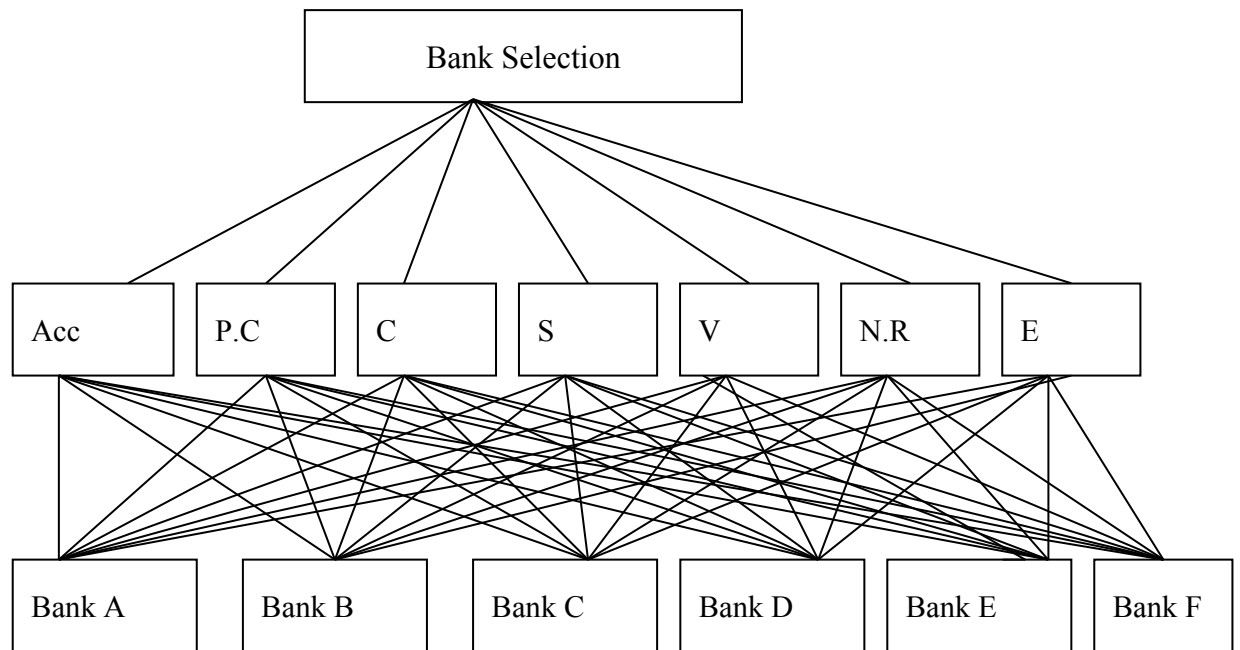 Bank Selection
Acc
P.C
C
S
V
N.R
E
Bank A
Bank B
Bank C
Bank D
Bank E
Bank F